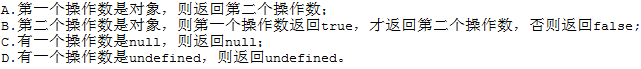 A.第一个操作数是对象，则返回第二个操作数；
B.第二个操作数是对象，则第一个操作数返回true，才返回第二个操作数，否则返回false;
C.有一个操作数是null，则返回null；
D.有一个操作数是undefined，则返回undefined。